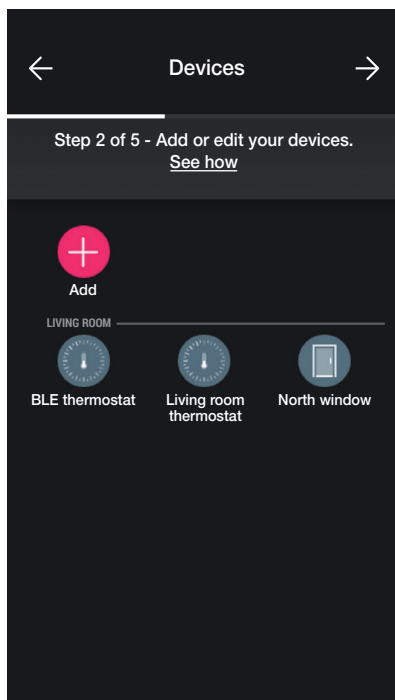 Devices
Step 2 of 5 - Add or edit your devices.
See how
Add
LIVING ROOM
BLE thermostat
Living room
thermostat
North window